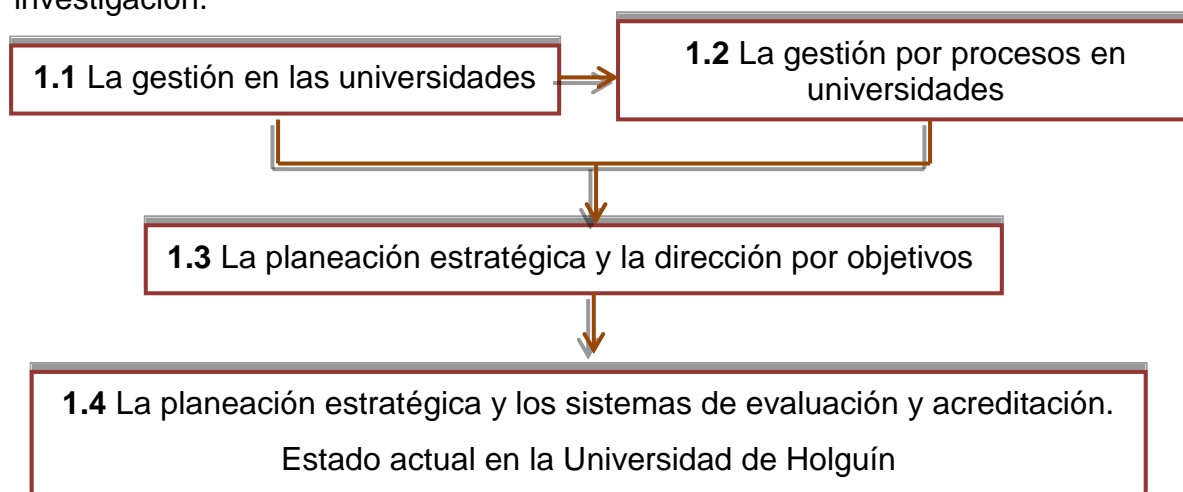 investigación.
1.1 La gestión en las universidades
1.2 La gestión por procesos en
universidades
1.3 La planeación estratégica y la dirección por objetivos
1.4 La planeación estratégica y los sistemas de evaluación y acreditación.
Estado actual en la Universidad de Holguín